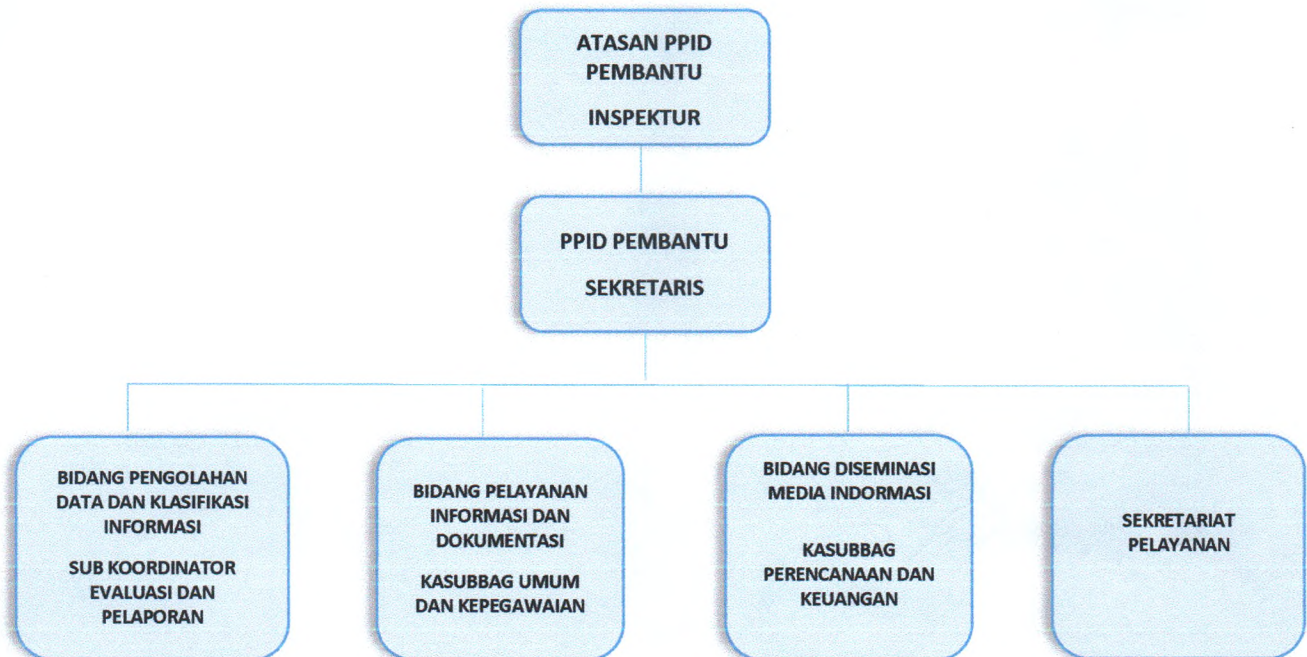 ATASAN PPID
PEMBANTU
INSPEKTUR
PPID PEMBANTU
SEKRETARIS
BIDANG PENGOLAHAN
DATA DAN KLASIFIKASI
INFORMASI
SUB KOORDINATOR
EVALUASI DAN
PELAPORAN
BIDANG PELAYANAN
INFORMASI DAN
DOKUMENTASI
KASUBBAG UMUM
DAN KEPEGAWAIAN
BIDANG DISEMINASI
MEDIA INDORMASI
KASUBBAG
PERENCANAAN DAN
KEUANGAN
SEKRETARIAT
PELAYANAN